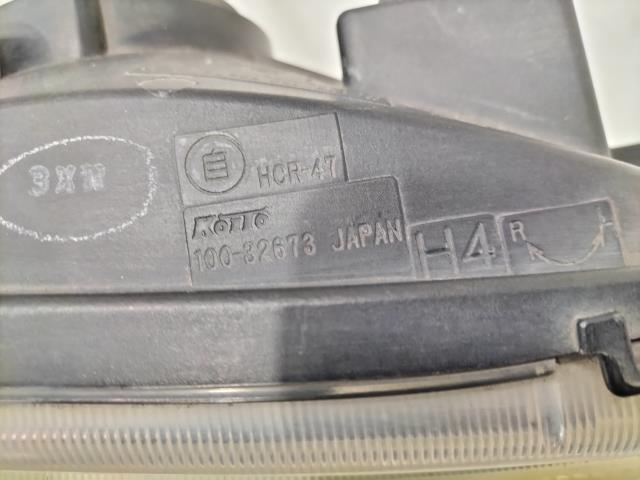 3XN
自
HCR-47
KOITO
100-32673 JAPAN
H4
R L